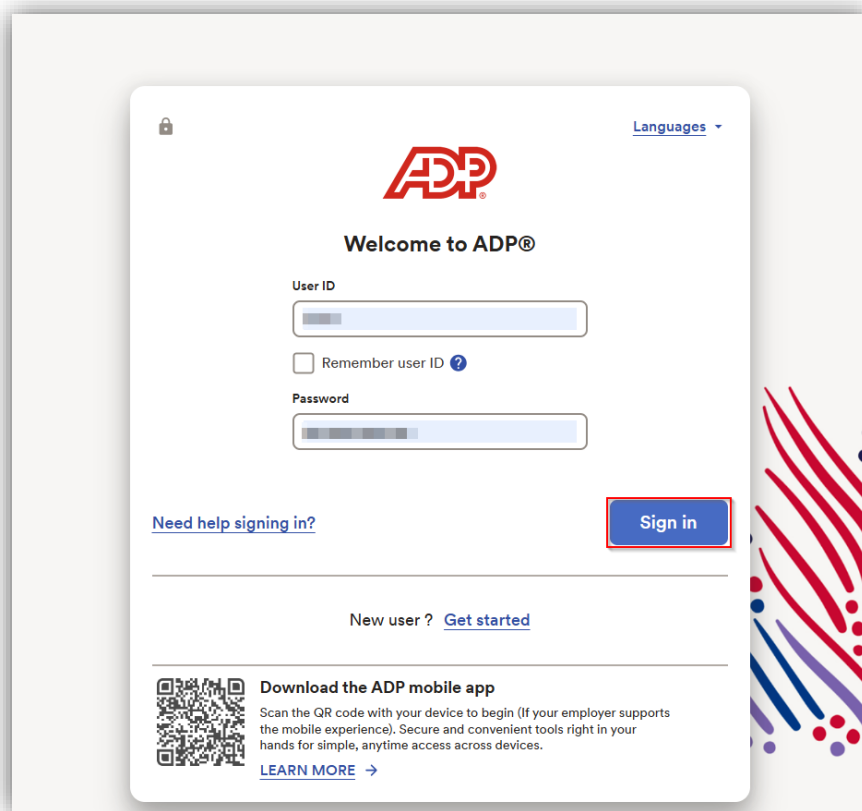 Languages
ADP
Welcome to ADP®
User ID
Remember user ID ?
Password
Need help signing in?
Sign in
New user ? Get started
Download the ADP mobile app
Scan the QR code with your device to begin (If your employer supports
the mobile experience). Secure and convenient tools right in your
hands for simple, anytime access across devices.
LEARN MORE →